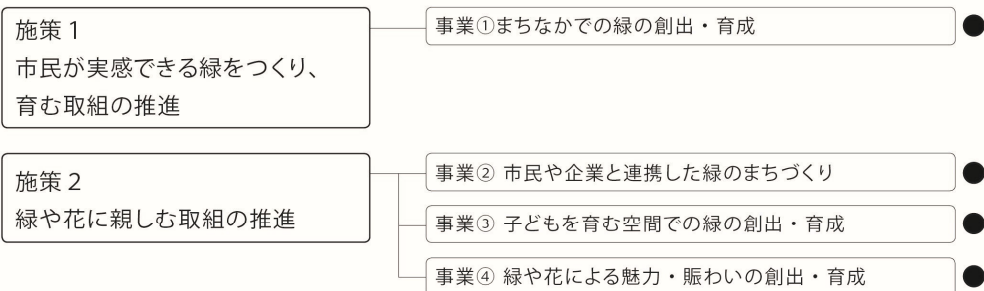 施策 1
市民が実感できる緑をつくり、
育む取組の推進
事業①まちなかでの緑の創出・育成
施策 2
緑や花に親しむ取組の推進
事業② 市民や企業と連携した緑のまちづくり
事業③ 子どもを育む空間での緑の創出・育成
事業④ 緑や花による魅力・賑わいの創出・育成